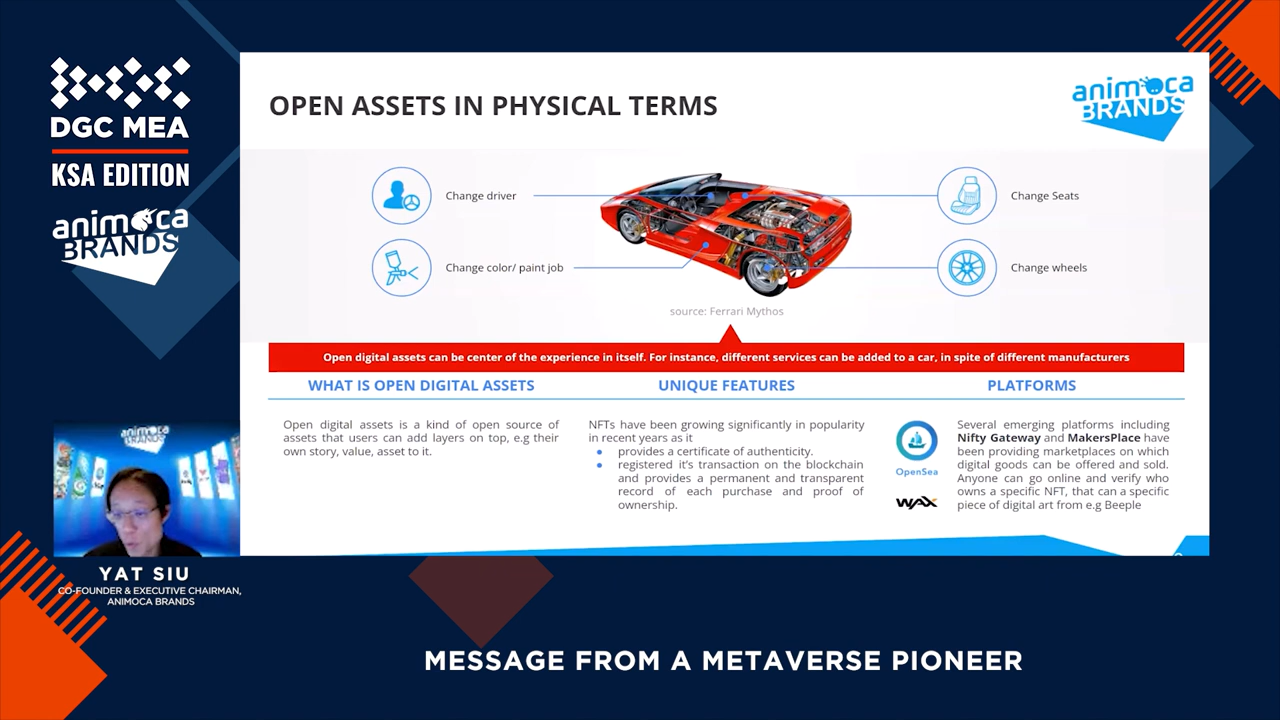 DGC MEA
KSA EDITION
animoca
BRANDS
OPEN ASSETS IN PHYSICAL TERMS
animoca
BRANDS
Change driver
Change Seats
Change color/ paint job
Change wheels
source: Ferrari Mythos
Open digital assets can be center of the experience in itself. For instance, different services can be added to a car, in spite of different manufacturers
WHAT IS OPEN DIGITAL ASSETS
Open digital assets is a kind of open source of
assets that users can add layers on top, e.g their
own story, value, asset to it.
UNIQUE FEATURES
NFTs have been growing significantly in popularity
in recent years as it
• provides a certificate of authenticity.
• registered it's transaction on the blockchain
and provides a permanent and transparent
record of each purchase and proof of
ownership.
PLATFORMS
OpenSea
WAX
Several emerging platforms including
Nifty Gateway and MakersPlace have
been providing marketplaces on which
digital goods can be offered and sold.
Anyone can go online and verify who
owns a specific NFT, that can a specific
piece of digital art from e.g Beeple
animoca
BRANDS
YAT SIU
CO-FOUNDER & EXECUTIVE CHAIRMAN,
ANIMOCA BRANDS
MESSAGE FROM A METAVERSE PIONEER